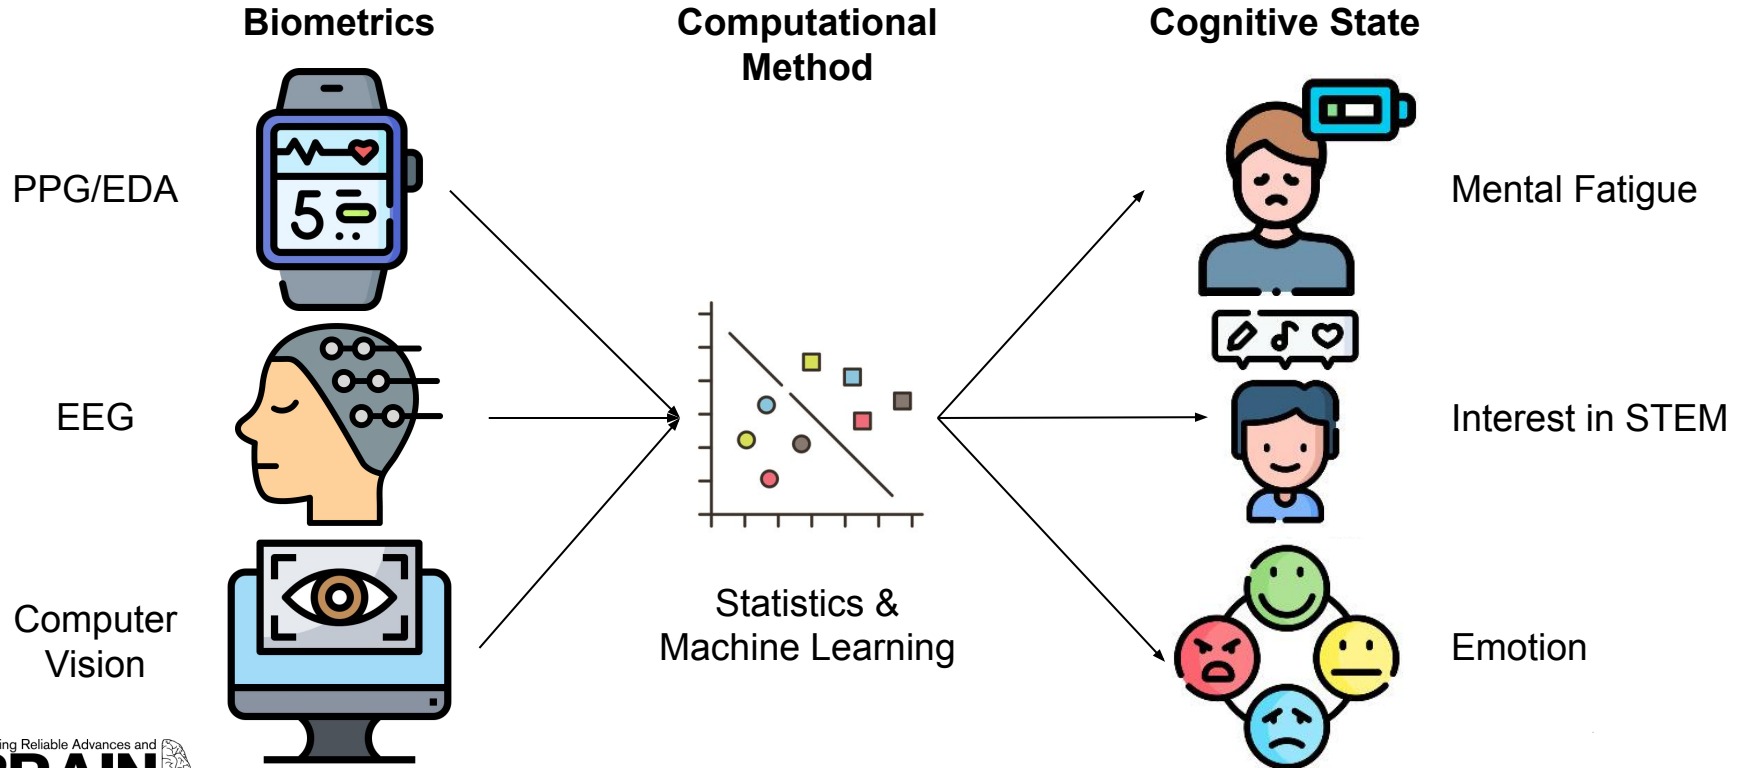 Biometrics
Computational
Method
Cognitive State
PPG/EDA
5
Mental Fatigue
EEG
Interest in STEM
Computer
Vision
Statistics &
Machine Learning
Emotion
Reliable Advances and